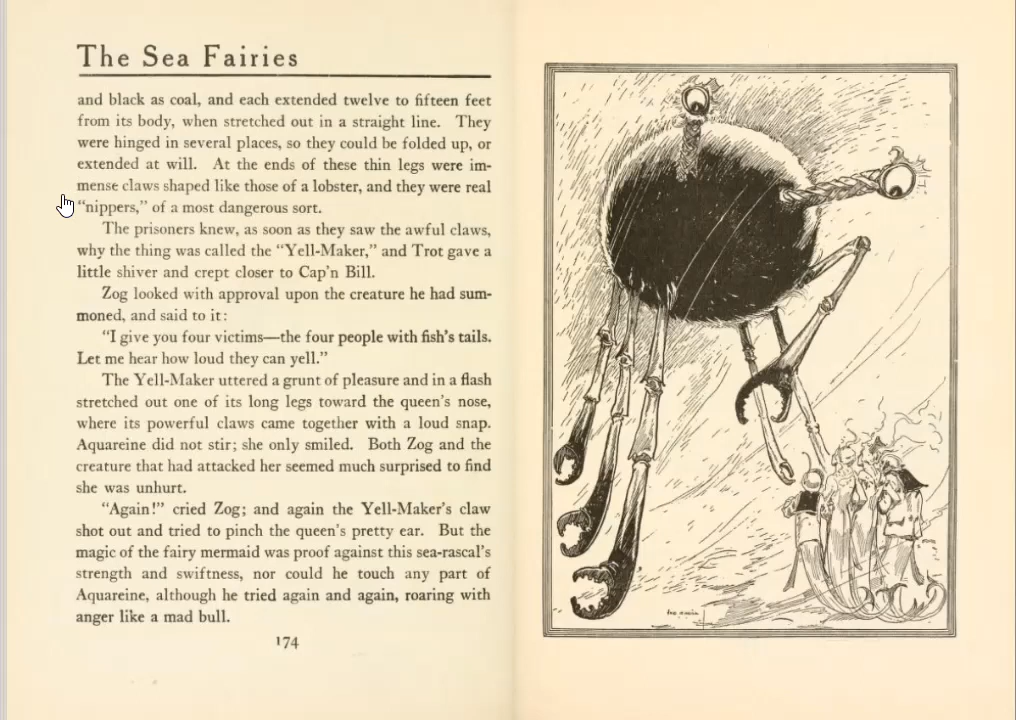 The Sea Fairies
and black as coal, and each extended twelve to fifteen feet
from its body, when stretched out in a straight line. They
were hinged in several places, so they could be folded up, or
extended at will. At the ends of these thin legs were im-
mense claws shaped like those of a lobster, and they were real
“nippers,” of a most dangerous sort.
The prisoners knew, as soon as they saw the awful claws,
why the thing was called the “Yell-Maker,” and Trot gave a
little shiver and crept closer to Cap’n Bill.
Zog looked with approval upon the creature he had sum-
moned, and said to it:
“I give you four victims—the four people with fish’s tails.
Let me hear how loud they can yell.”
The Yell-Maker uttered a grunt of pleasure and in a flash
stretched out one of its long legs toward the queen’s nose,
where its powerful claws came together with a loud snap.
Aquareine did not stir; she only smiled. Both Zog and the
creature that had attacked her seemed much surprised to find
she was unhurt.
“Again!” cried Zog; and again the Yell-Maker’s claw
shot out and tried to pinch the queen’s pretty ear. But the
magic of the fairy mermaid was proof against this sea-rascal’s
strength and swiftness, nor could he touch any part of
Aquareine, although he tried again and again, roaring with
anger like a mad bull.
174